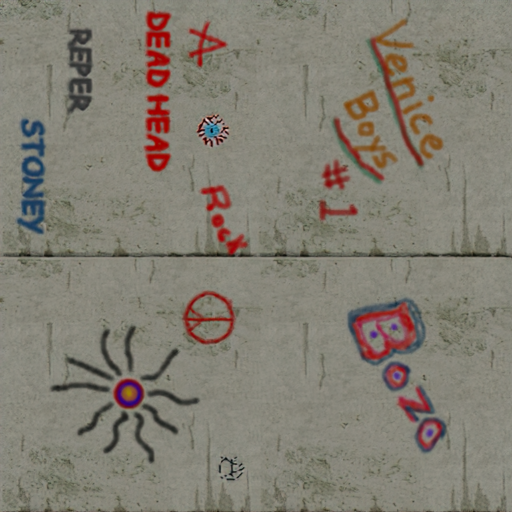 A
DEAD HEAD
REPER
STONEY
Rock
Venice
Boys
#1
BOZO